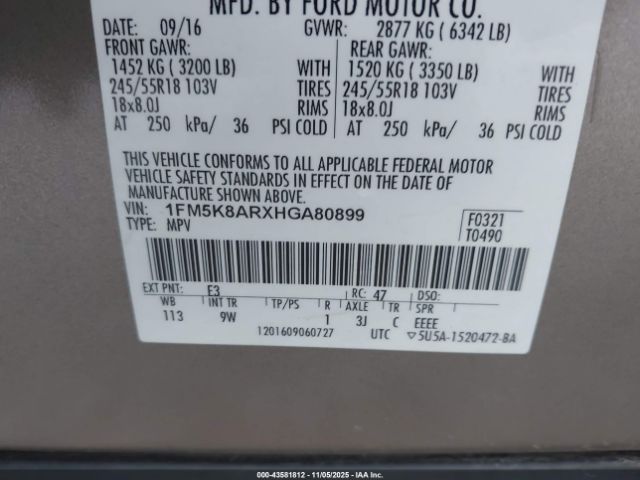 MFD. BY FORD MOTOR CO.
DATE: 09/16 GVWR: 2877 KG ( 6342 LB)
FRONT GAWR: REAR GAWR:
1452 KG ( 3200 LB) WITH 1520 KG ( 3350 LB) WITH
245/55R18 103V TIRES 245/55R18 103V TIRES
18x8.0J RIMS 18x8.0J RIMS
AT 250 kPa/ 36 PSI COLD AT 250 kPa/ 36 PSI COLD
THIS VEHICLE CONFORMS TO ALL APPLICABLE FEDERAL MOTOR
VEHICLE SAFETY STANDARDS IN EFFECT ON THE DATE OF
MANUFACTURE SHOWN ABOVE.
VIN: 1FM5K8ARXHGA80899 F0321
TYPE: MPV T0490
EXT PNT: E3 RC: 47 DSO:
WB INT TR TP/PS R AXLE TR SPR
113 9W 1 3J C EEEE
1201609060727 UTC ▽5U5A-1520472-BA
000-43581812 - 11/05/2025 - IAAI.COM